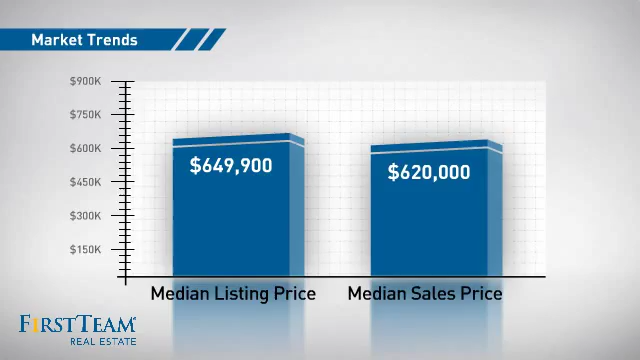 Market Trends
$900K
$750K
$600K
$450K
$300K
$150K
$649,900
$620,000
Median Listing Price
Median Sales Price
FIRSTTEAM®
REAL ESTATE